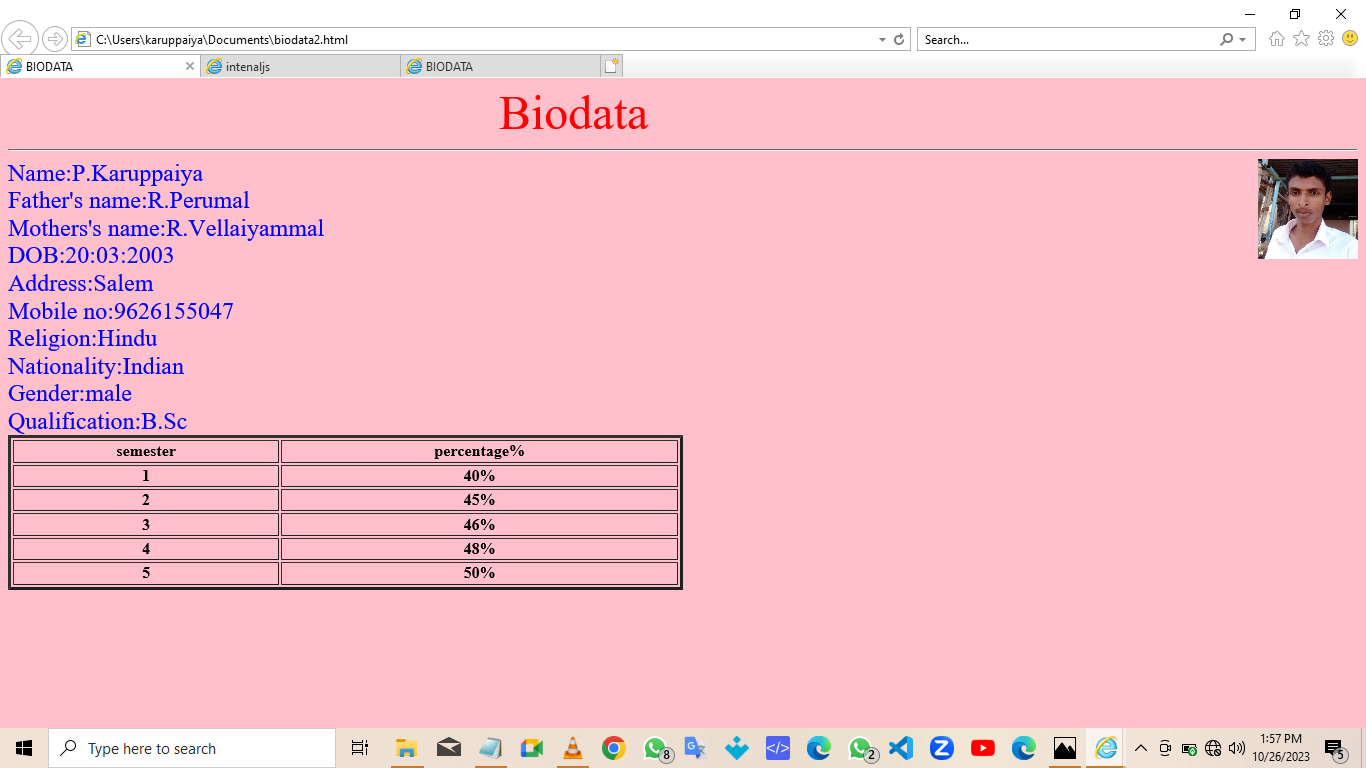 C:\Users\karuppaiya\Documents\biodata2.html
Search...
BIODATA
intenaljs
BIODATA
Biodata
Name:P.Karuppaiya
Father's name:R.Perumal
Mothers's name:R.Vellaiyammal
DOB:20:03:2003
Address:Salem
Mobile no:9626155047
Religion:Hindu
Nationality:Indian
Gender:male
Qualification:B.Sc
semester percentage%
1 40%
2 45%
3 46%
4 48%
5 50%
Type here to search
8
2
1:57 PM
10/26/2023
5